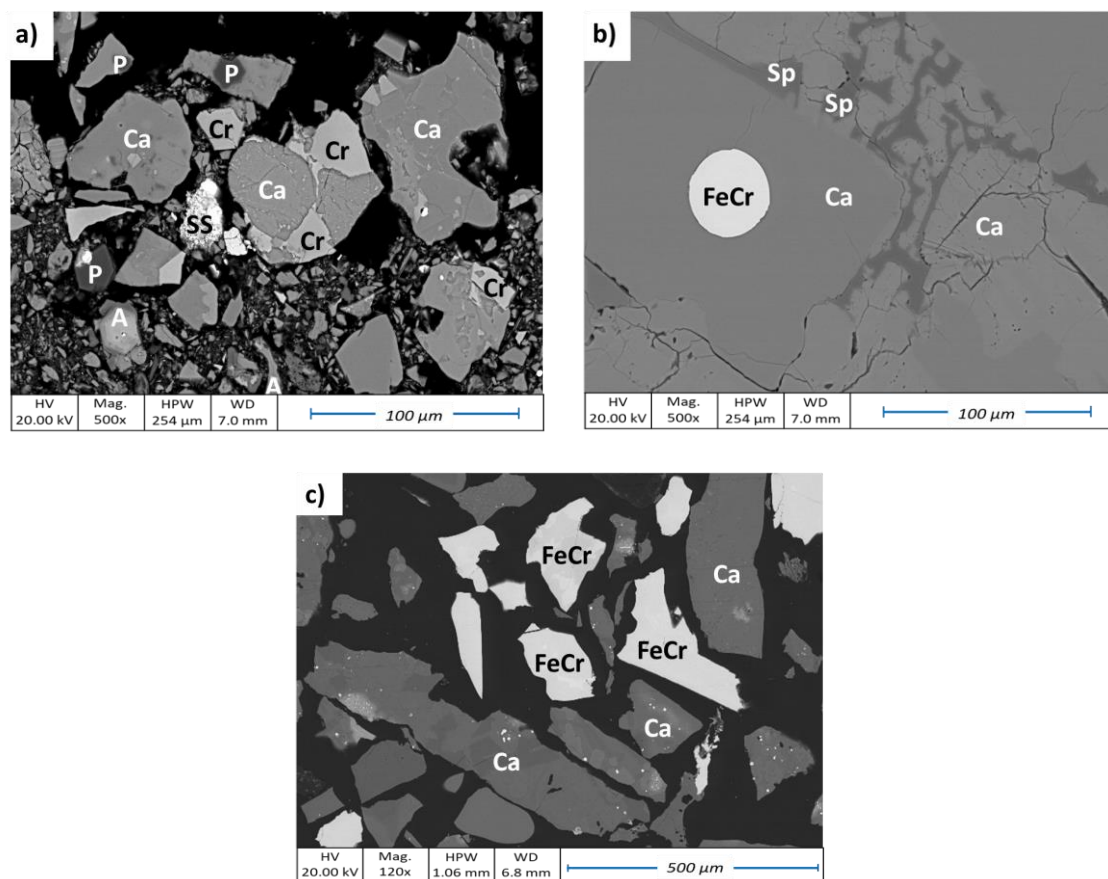 a)
P
P
Ca
Cr
Ca
Cr
Ca
SS
Cr
P
Cr
A
A
HV Mag. HPW WD
20.00 kV 500x 254 µm 7.0 mm 100 µm
b)
Sp
Sp
FeCr
Ca
Ca
HV Mag. HPW WD
20.00 kV 500x 254 µm 7.0 mm 100 µm
c)
FeCr
Ca
FeCr
FeCr
Ca
Ca
HV Mag. HPW WD
20.00 kV 120x 1.06 mm 6.8 mm 500 µm